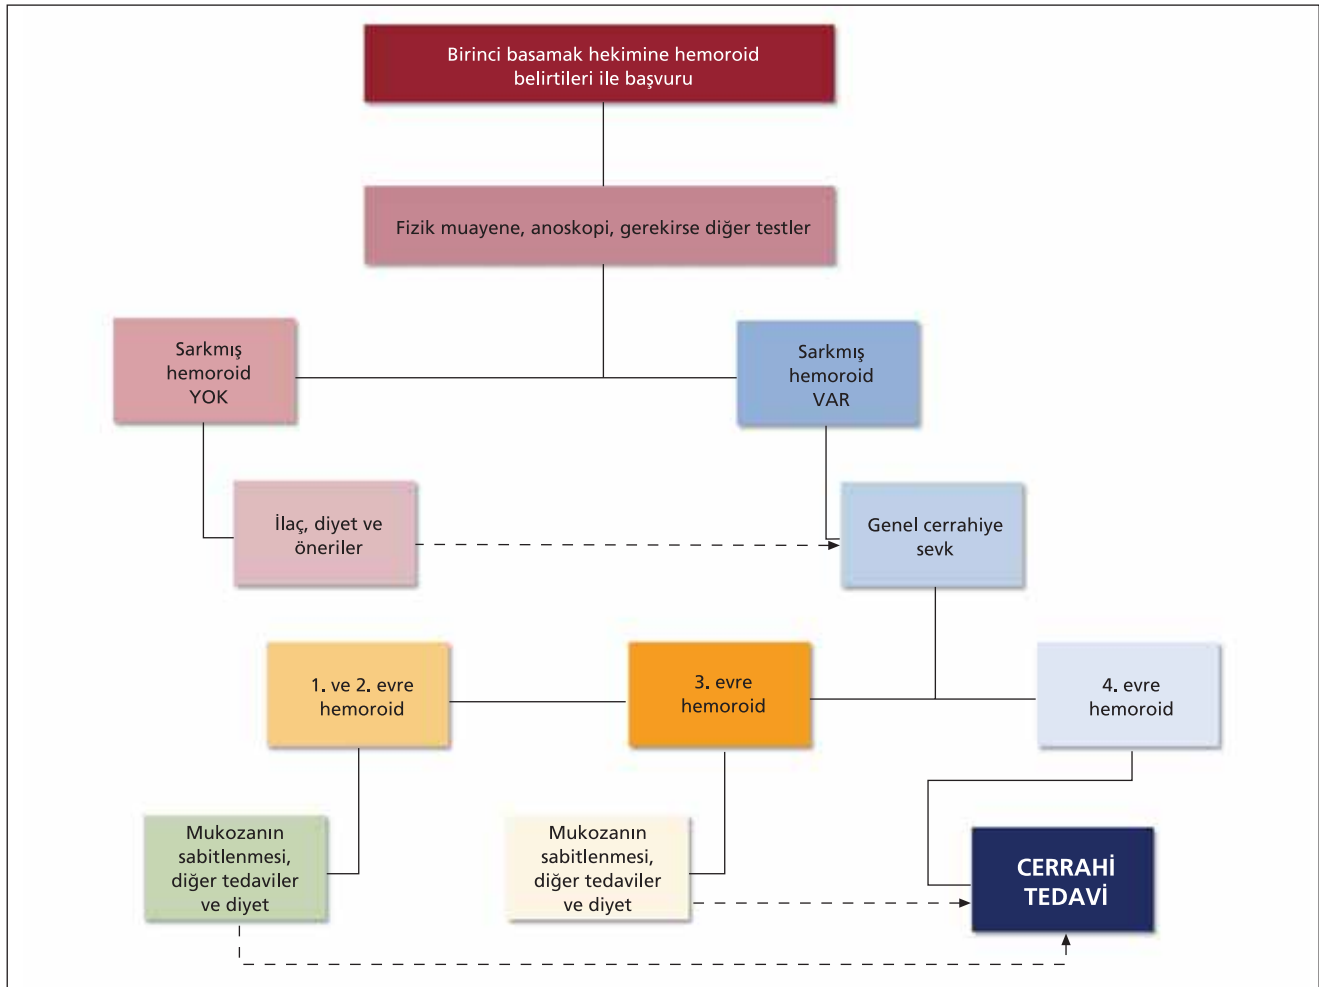 Birinci basamak hekimine hemoroid
belirtileri ile başvuru
Fizik muayene, anoskopi, gerekirse diğer testler
Sarkmış
hemoroid
YOK
Sarkmış
hemoroid
VAR
İlaç, diyet ve
öneriler
Genel cerrahiye
sevk
1. ve 2. evre
hemoroid
3. evre
hemoroid
4. evre
hemoroid
Mukozanın
sabitlenmesi,
diğer tedaviler
ve diyet
Mukozanın
sabitlenmesi,
diğer tedaviler
ve diyet
CERRAHİ
TEDAVİ